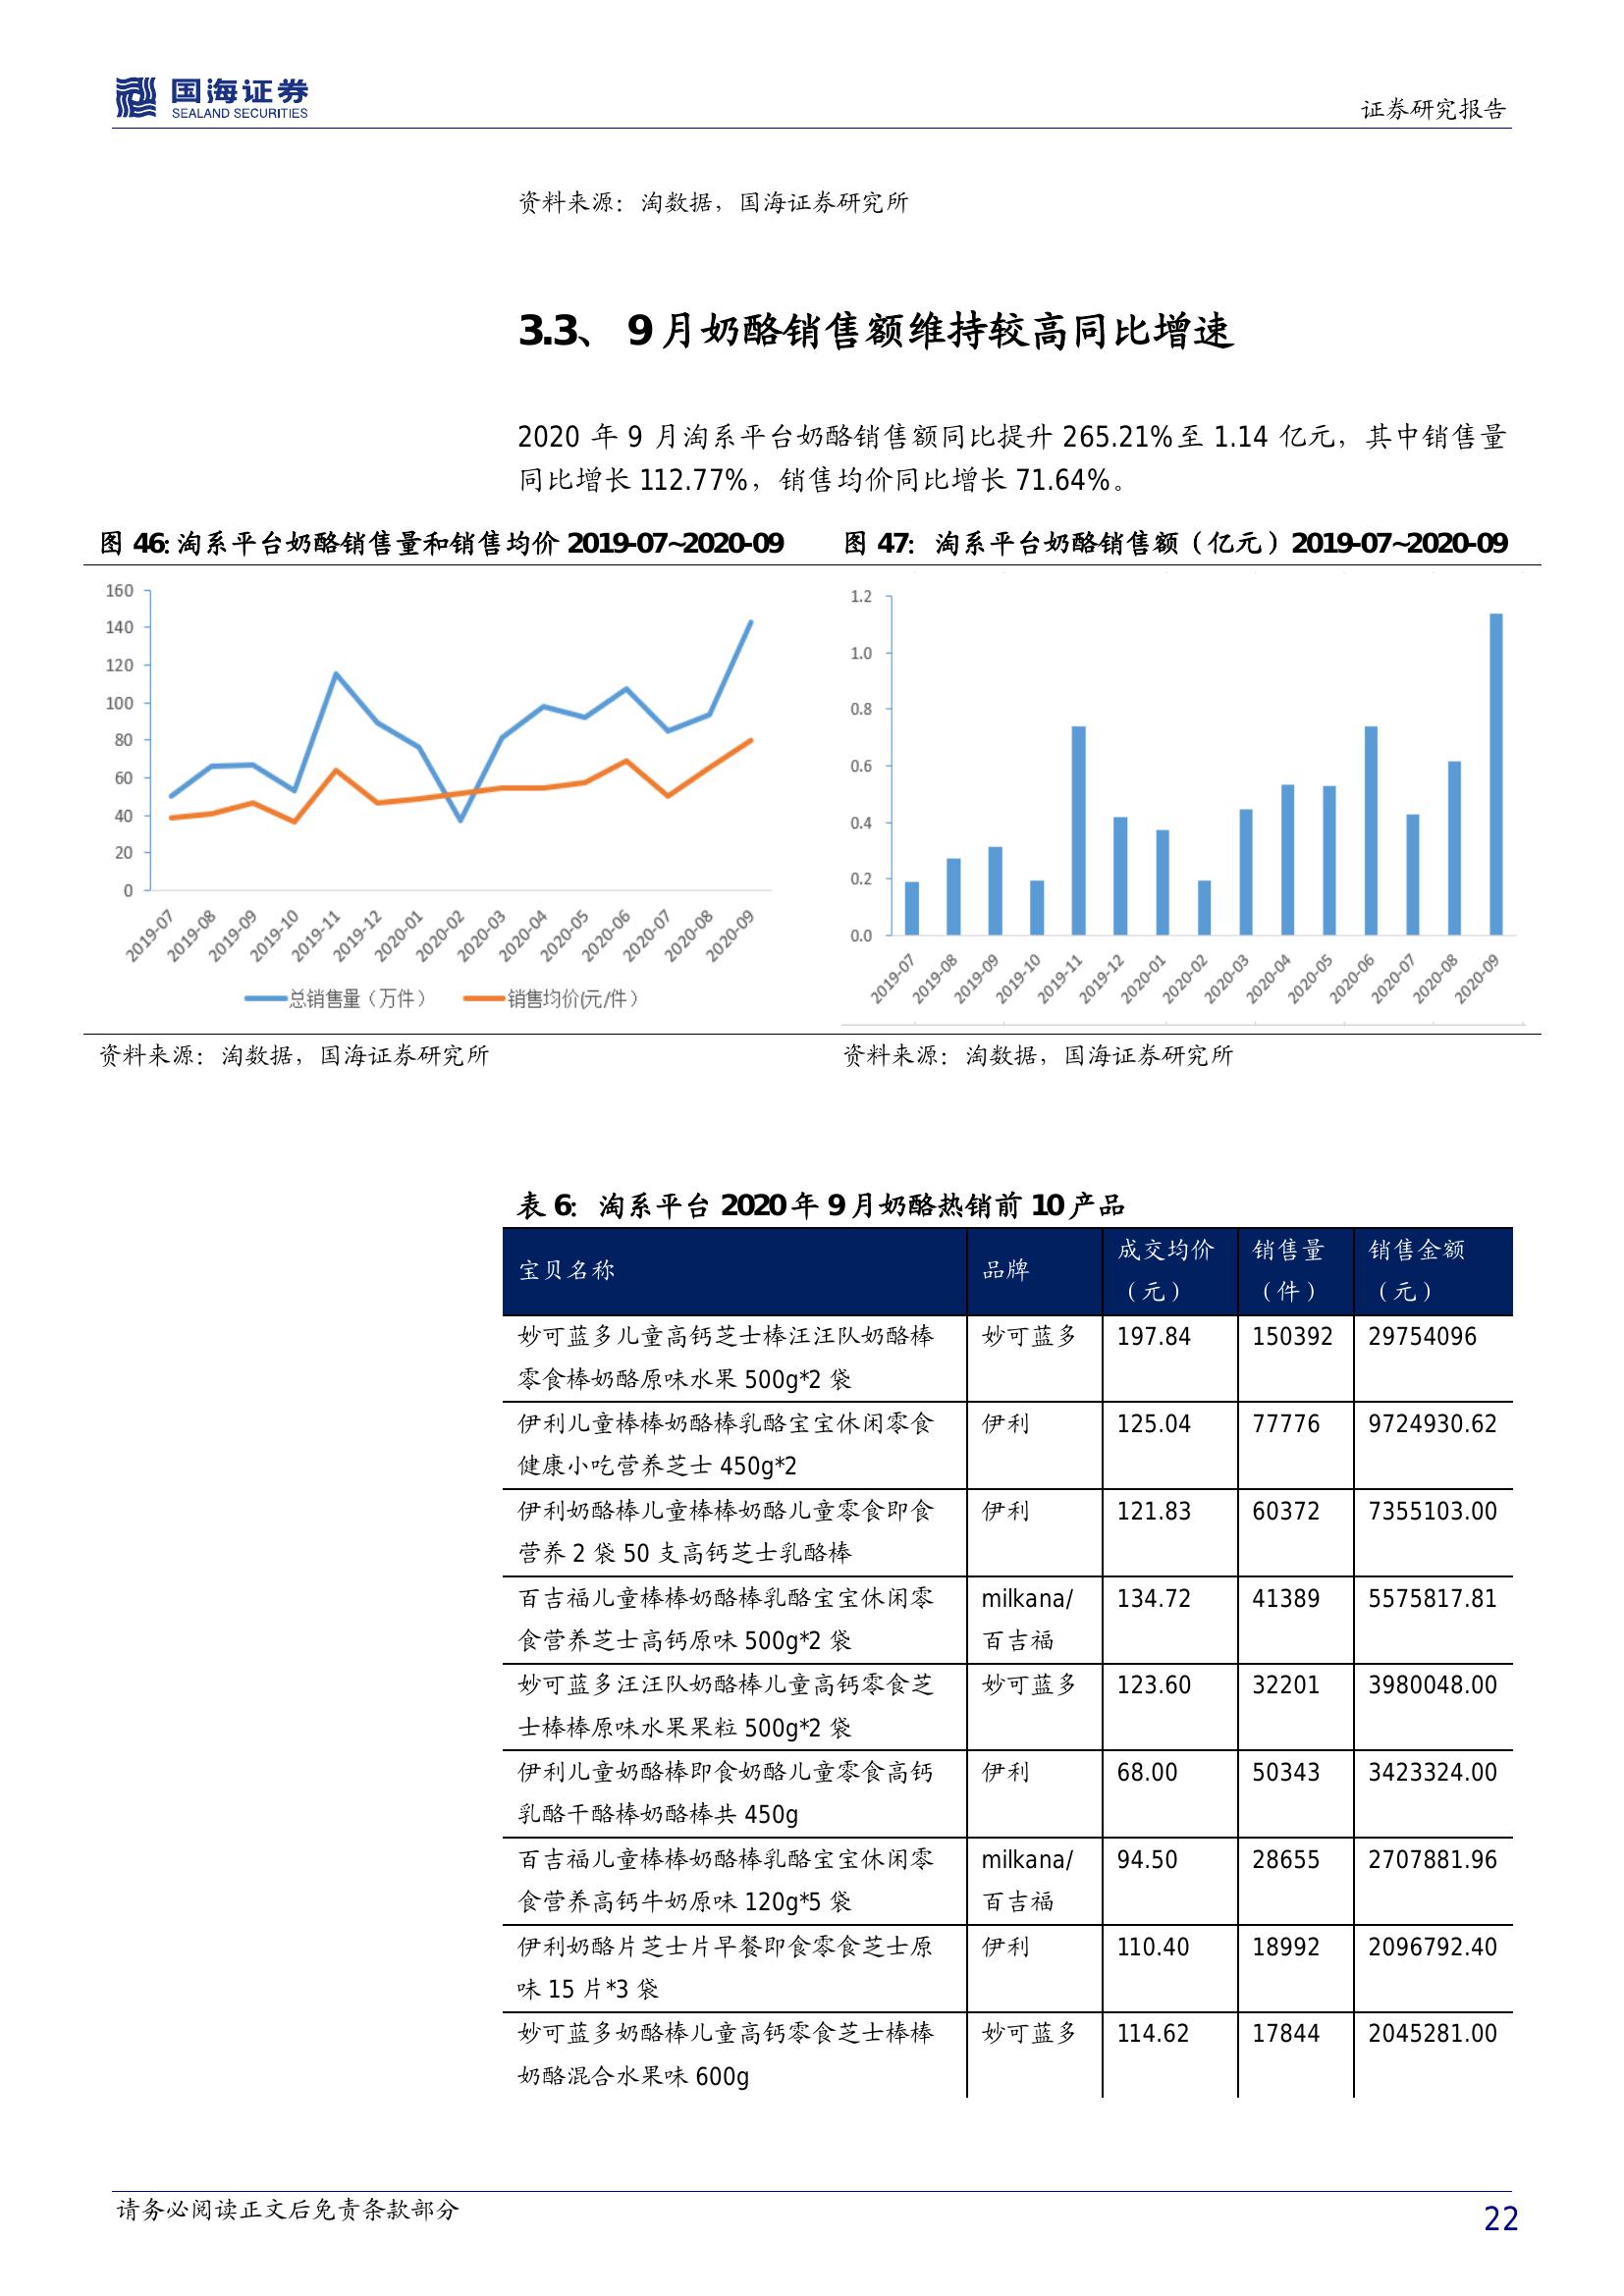 国海证券
SEALAND SECURITIES
证券研究报告
资料来源：淘数据，国海证券研究所
3.3、 9 月奶酪销售额维持较高同比增速
2020 年 9 月淘系平台奶酪销售额同比提升 265.21%至 1.14 亿元，其中销售量
同比增长 112.77%，销售均价同比增长 71.64%。
图 46: 淘系平台奶酪销售量和销售均价 2019-07~2020-09
160
140
120
100
80
60
40
20
0
2019-07
2019-08
2019-09
2019-10
2019-11
2019-12
2020-01
2020-02
2020-03
2020-04
2020-05
2020-06
2020-07
2020-08
2020-09
总销售量（万件）
销售均价(元/件）
资料来源：淘数据，国海证券研究所
图 47: 淘系平台奶酪销售额（亿元）2019-07~2020-09
1.2
1.0
0.8
0.6
0.4
0.2
0.0
2019-07
2019-08
2019-09
2019-10
2019-11
2019-12
2020-01
2020-02
2020-03
2020-04
2020-05
2020-06
2020-07
2020-08
2020-09
资料来源：淘数据，国海证券研究所
表 6: 淘系平台 2020 年 9 月奶酪热销前 10 产品
宝贝名称 品牌 成交均价 销售量 销售金额
（元） （件） （元）
妙可蓝多儿童高钙芝士棒汪汪队奶酪棒 妙可蓝多 197.84 150392 29754096
零食棒奶酪原味水果 500g*2 袋
伊利儿童棒棒奶酪棒乳酪宝宝休闲零食 伊利 125.04 77776 9724930.62
健康小吃营养芝士 450g*2
伊利奶酪棒儿童棒棒奶酪儿童零食即食 伊利 121.83 60372 7355103.00
营养 2 袋 50 支高钙芝士乳酪棒
百吉福儿童棒棒奶酪棒乳酪宝宝休闲零 milkana/ 134.72 41389 5575817.81
食营养芝士高钙原味 500g*2 袋 百吉福
妙可蓝多汪汪队奶酪棒儿童高钙零食芝 妙可蓝多 123.60 32201 3980048.00
士棒棒原味水果果粒 500g*2 袋
伊利儿童奶酪棒即食奶酪儿童零食高钙 伊利 68.00 50343 3423324.00
乳酪干酪棒奶酪棒共 450g
百吉福儿童棒棒奶酪棒乳酪宝宝休闲零 milkana/ 94.50 28655 2707881.96
食营养高钙牛奶原味 120g*5 袋 百吉福
伊利奶酪片芝士片早餐即食零食芝士原 伊利 110.40 18992 2096792.40
味 15 片*3 袋
妙可蓝多奶酪棒儿童高钙零食芝士棒棒 妙可蓝多 114.62 17844 2045281.00
奶酪混合水果味 600g
请务必阅读正文后免责条款部分
22